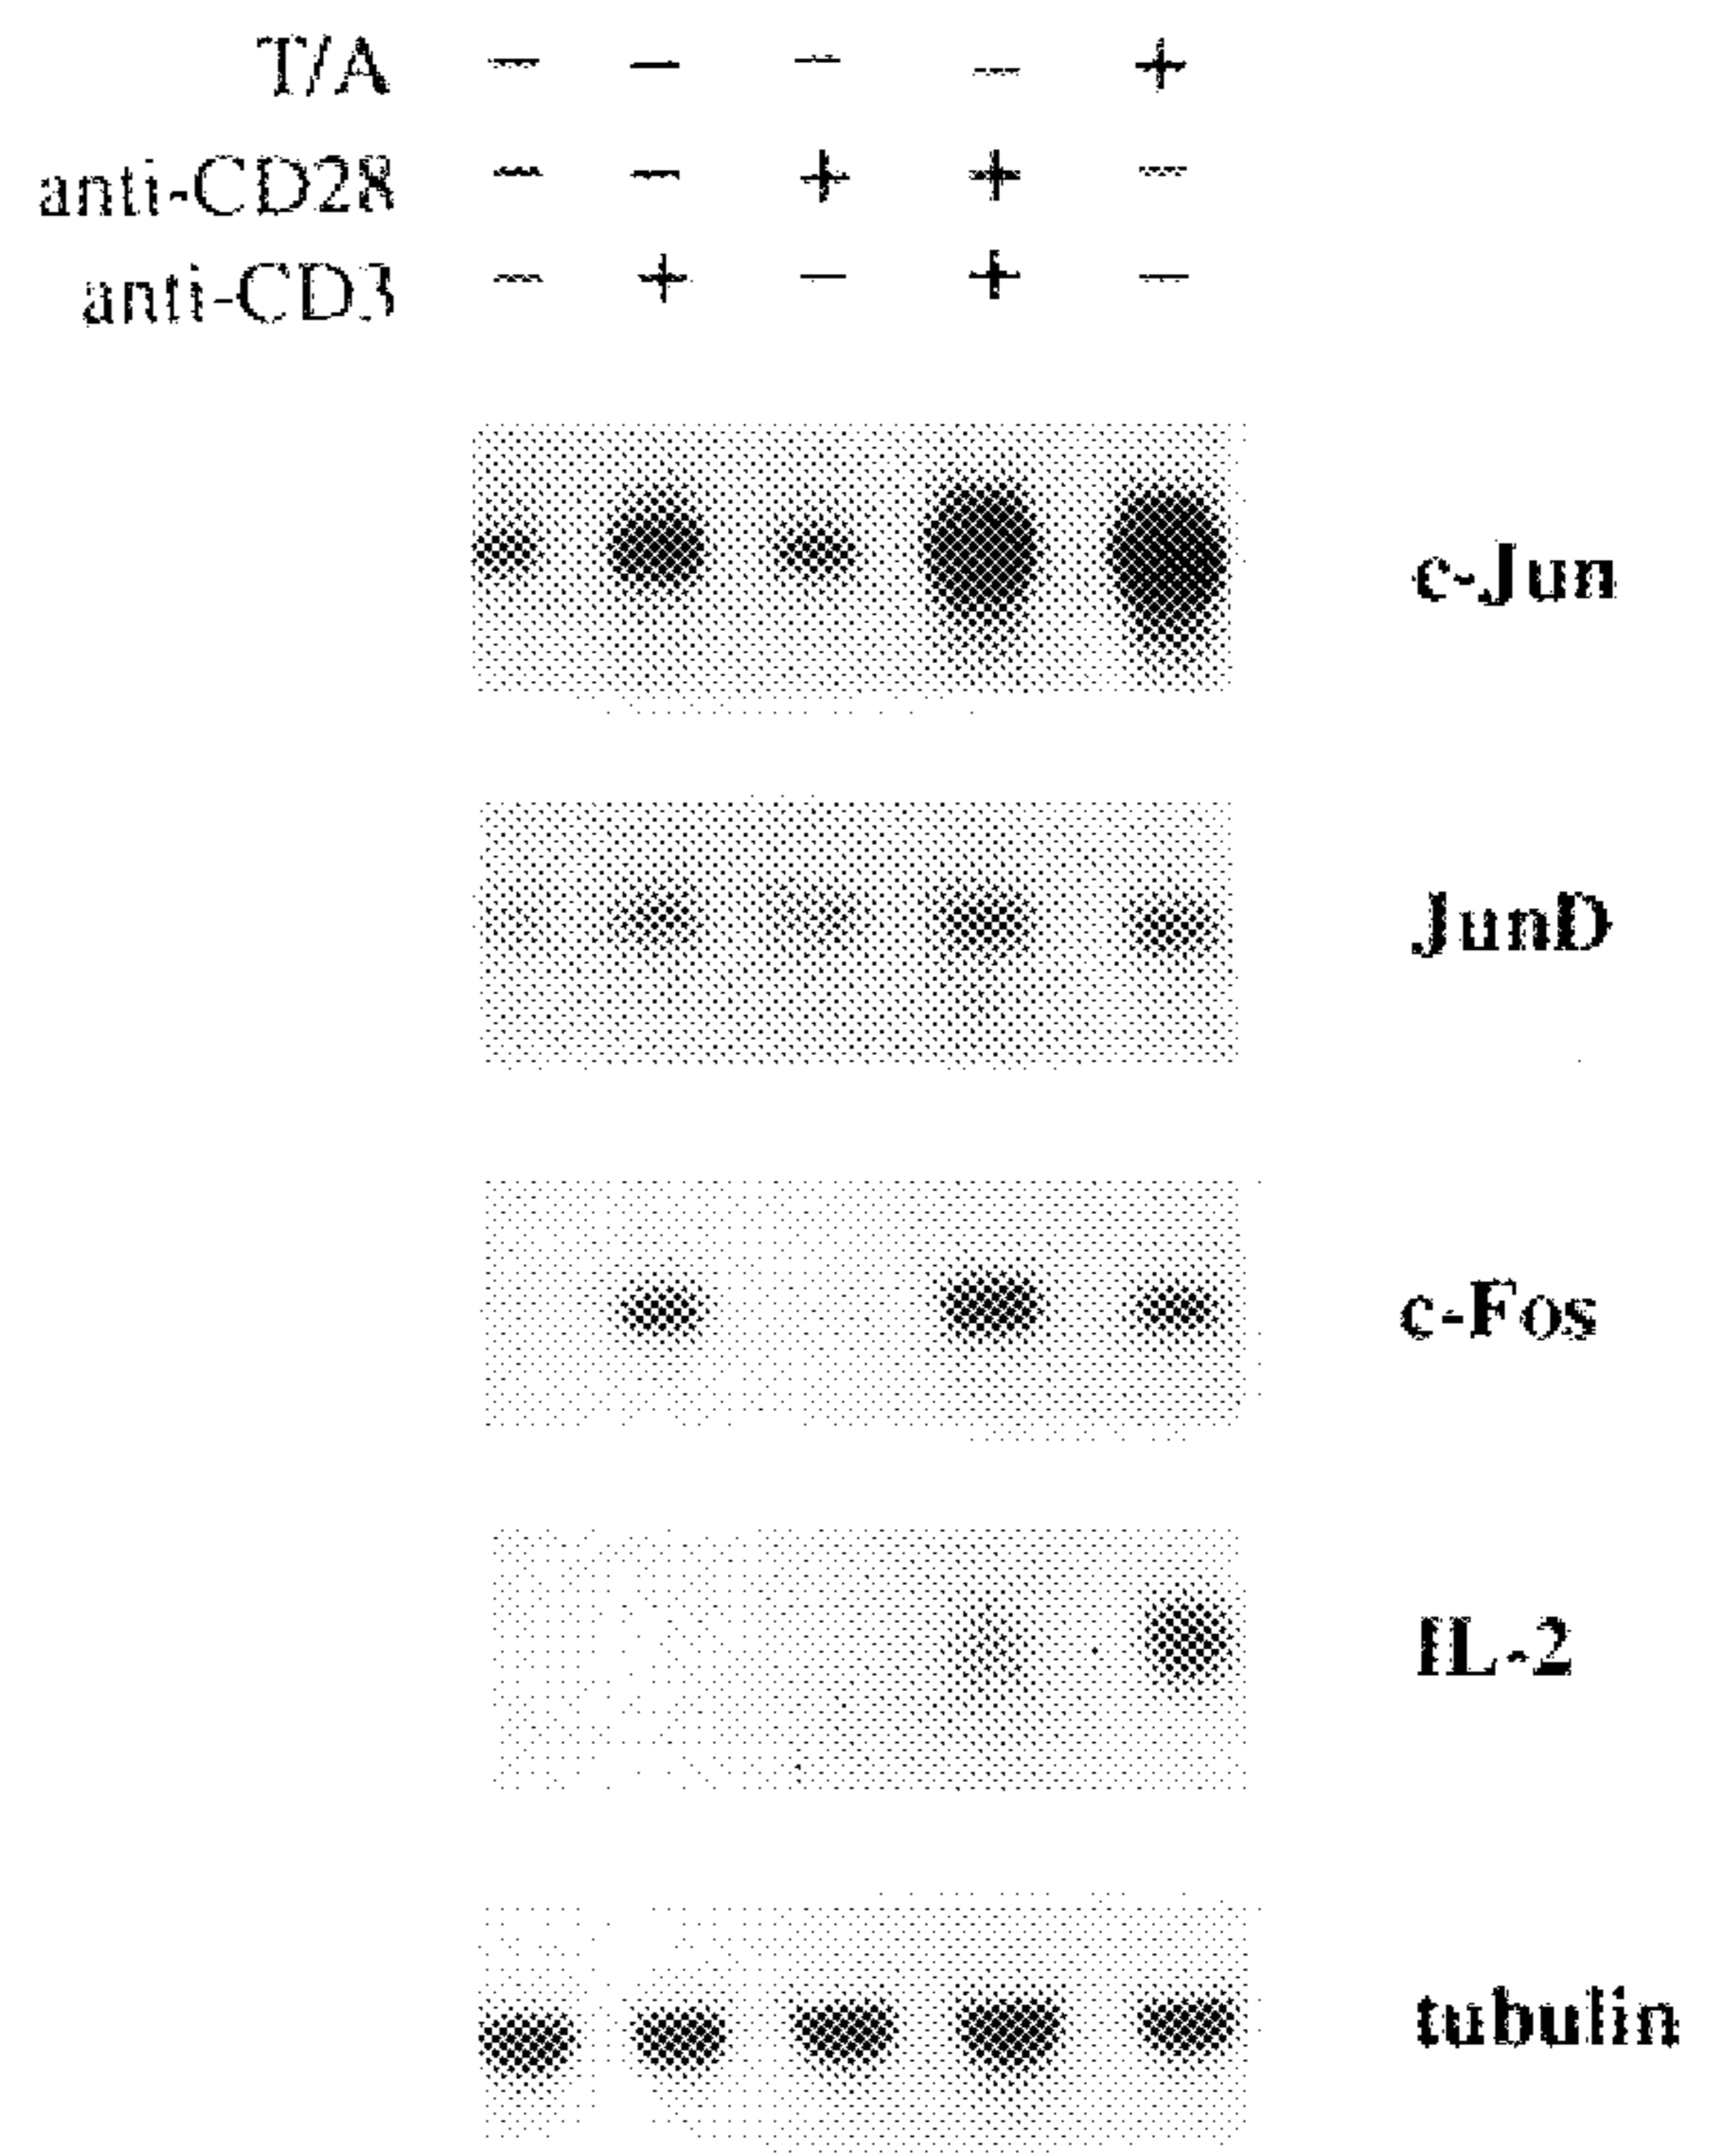 T/A − − − − +
anti-CD28 − − + + −
anti-CD3 − + − + −
c-Jun
JunD
c-Fos
IL-2
tubulin